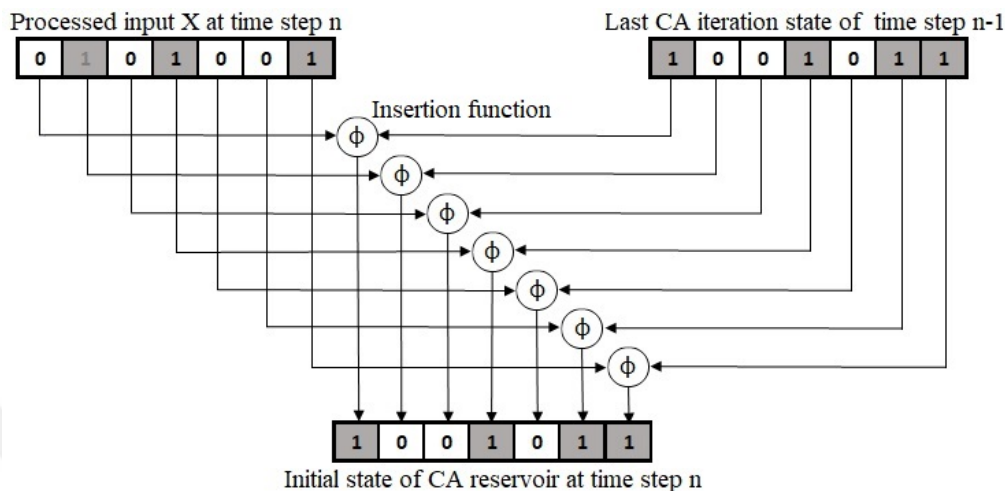 Processed input X at time step n
Last CA iteration state of time step n-1
0 1 0 1 0 0 1
1 0 0 1 0 1 1
Insertion function
ϕ
ϕ
ϕ
ϕ
ϕ
ϕ
ϕ
1 0 0 1 0 1 1
Initial state of CA reservoir at time step n